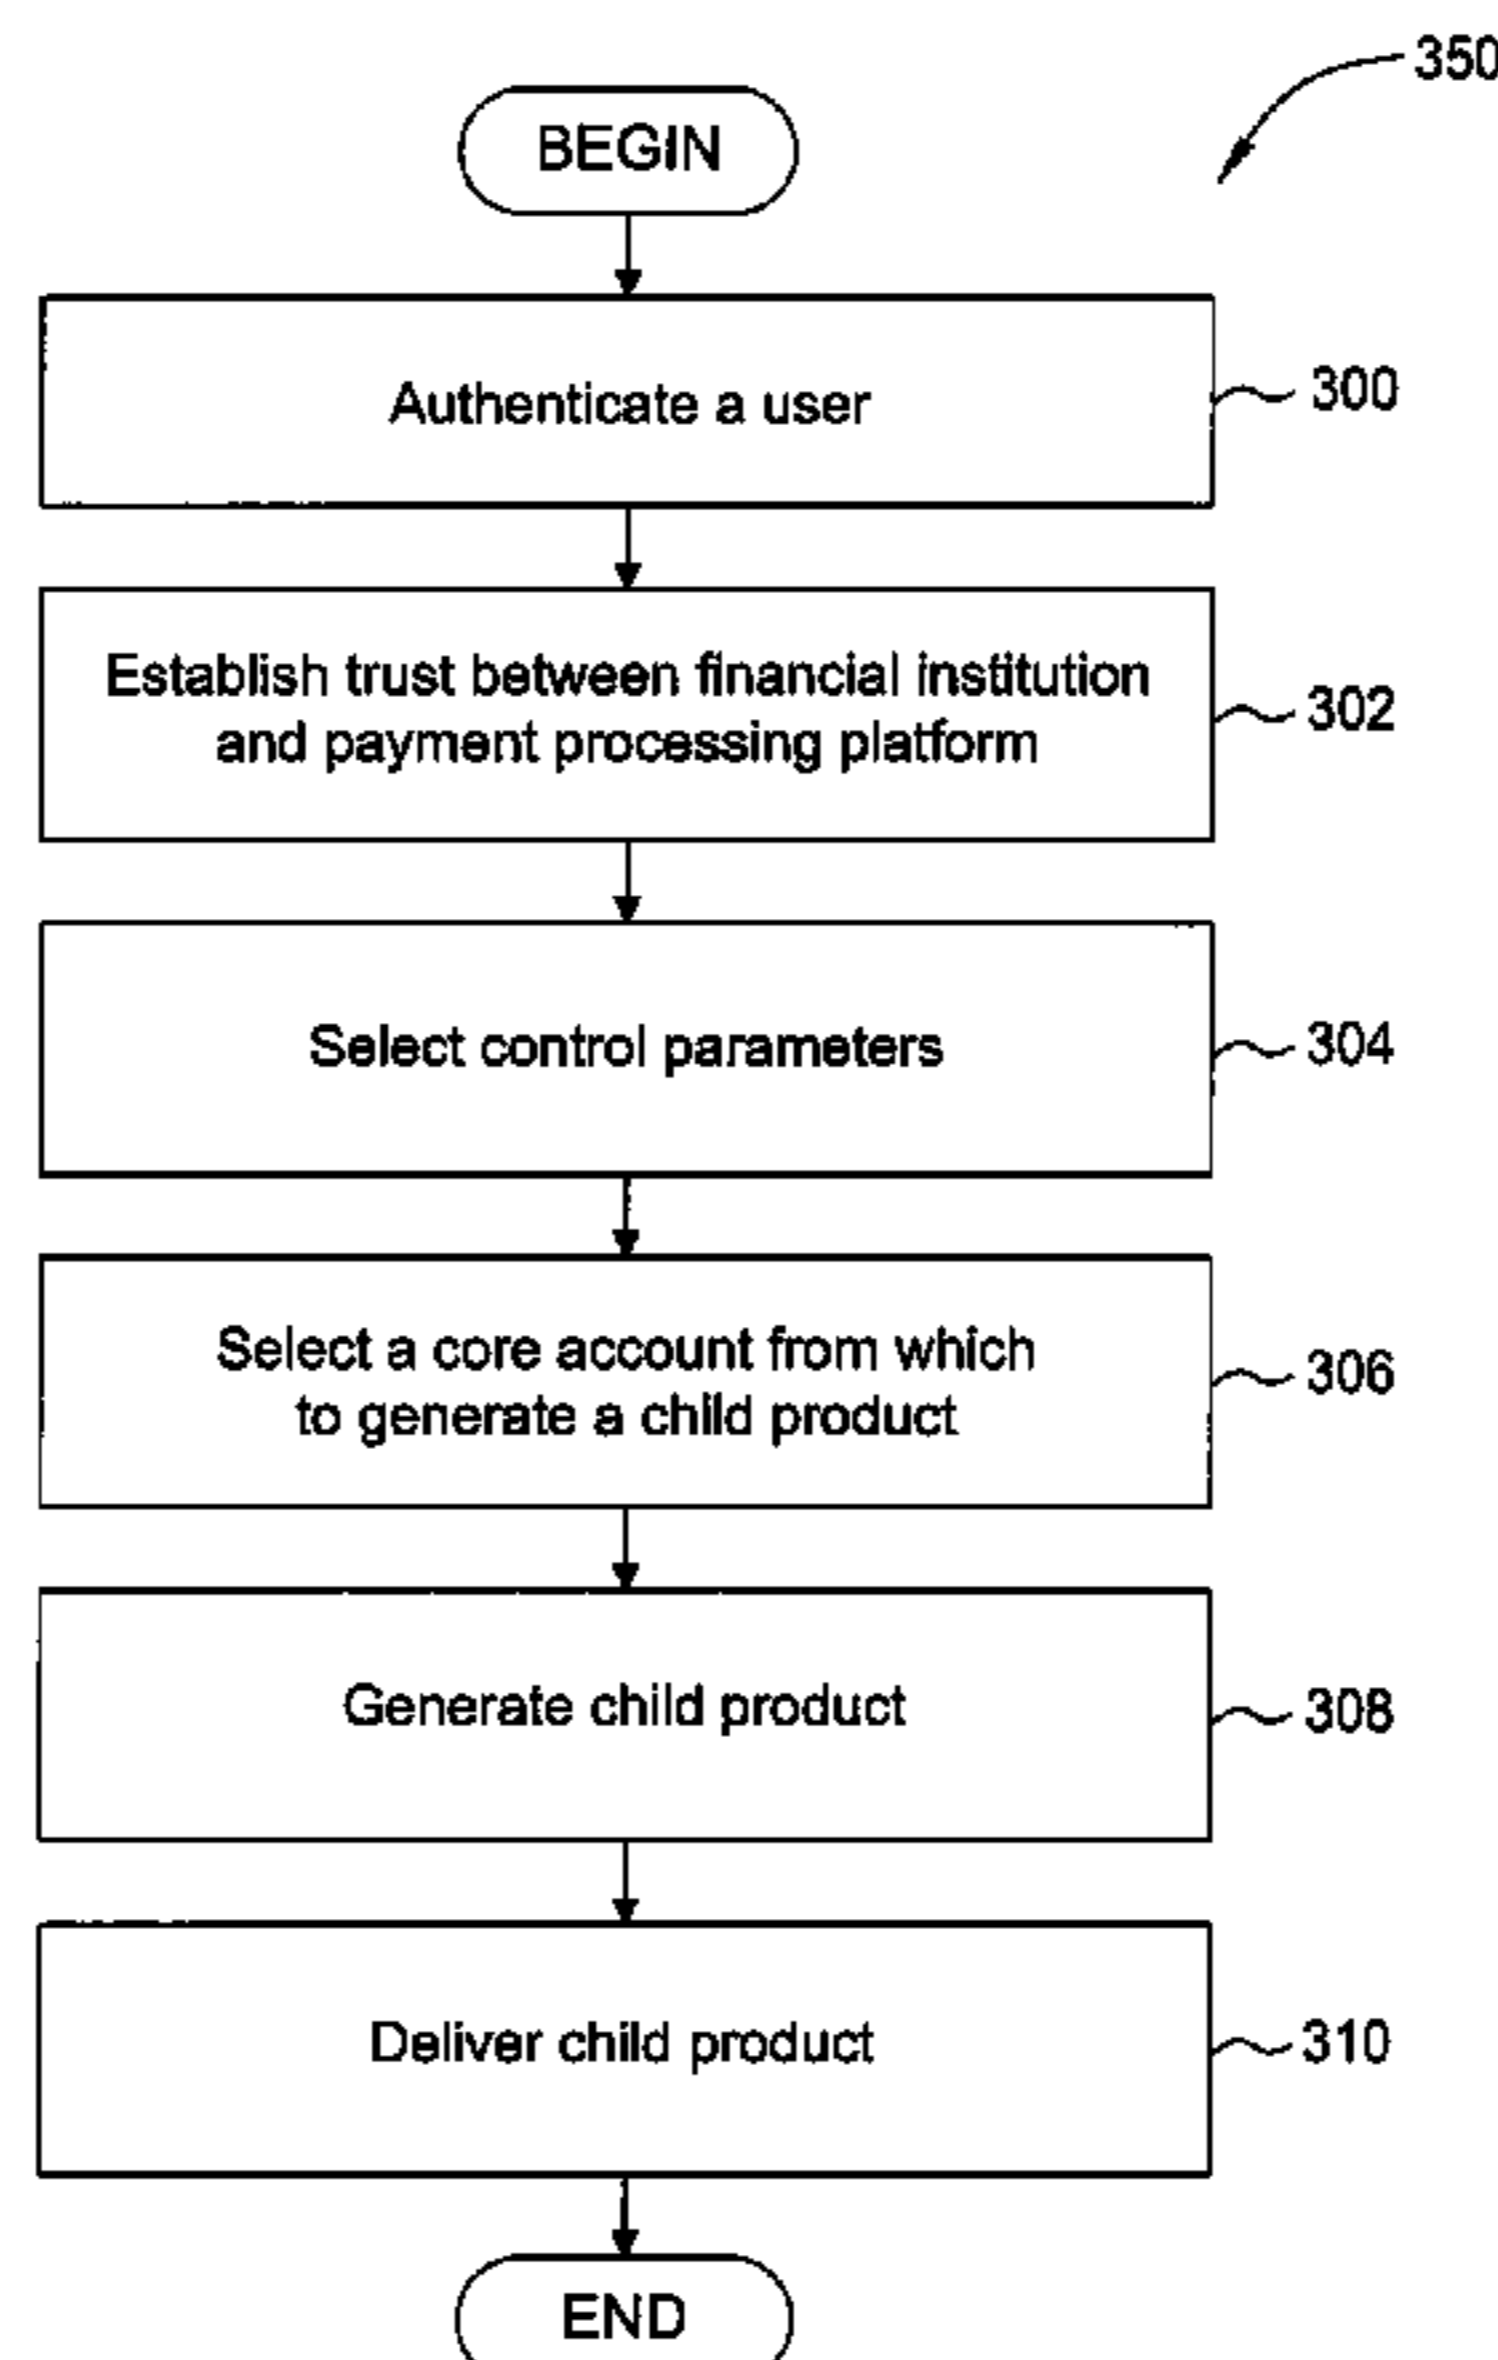 350
BEGIN
Authenticate a user
300
Establish trust between financial institution
and payment processing platform
302
Select control parameters
304
Select a core account from which
to generate a child product
306
Generate child product
308
Deliver child product
310
END